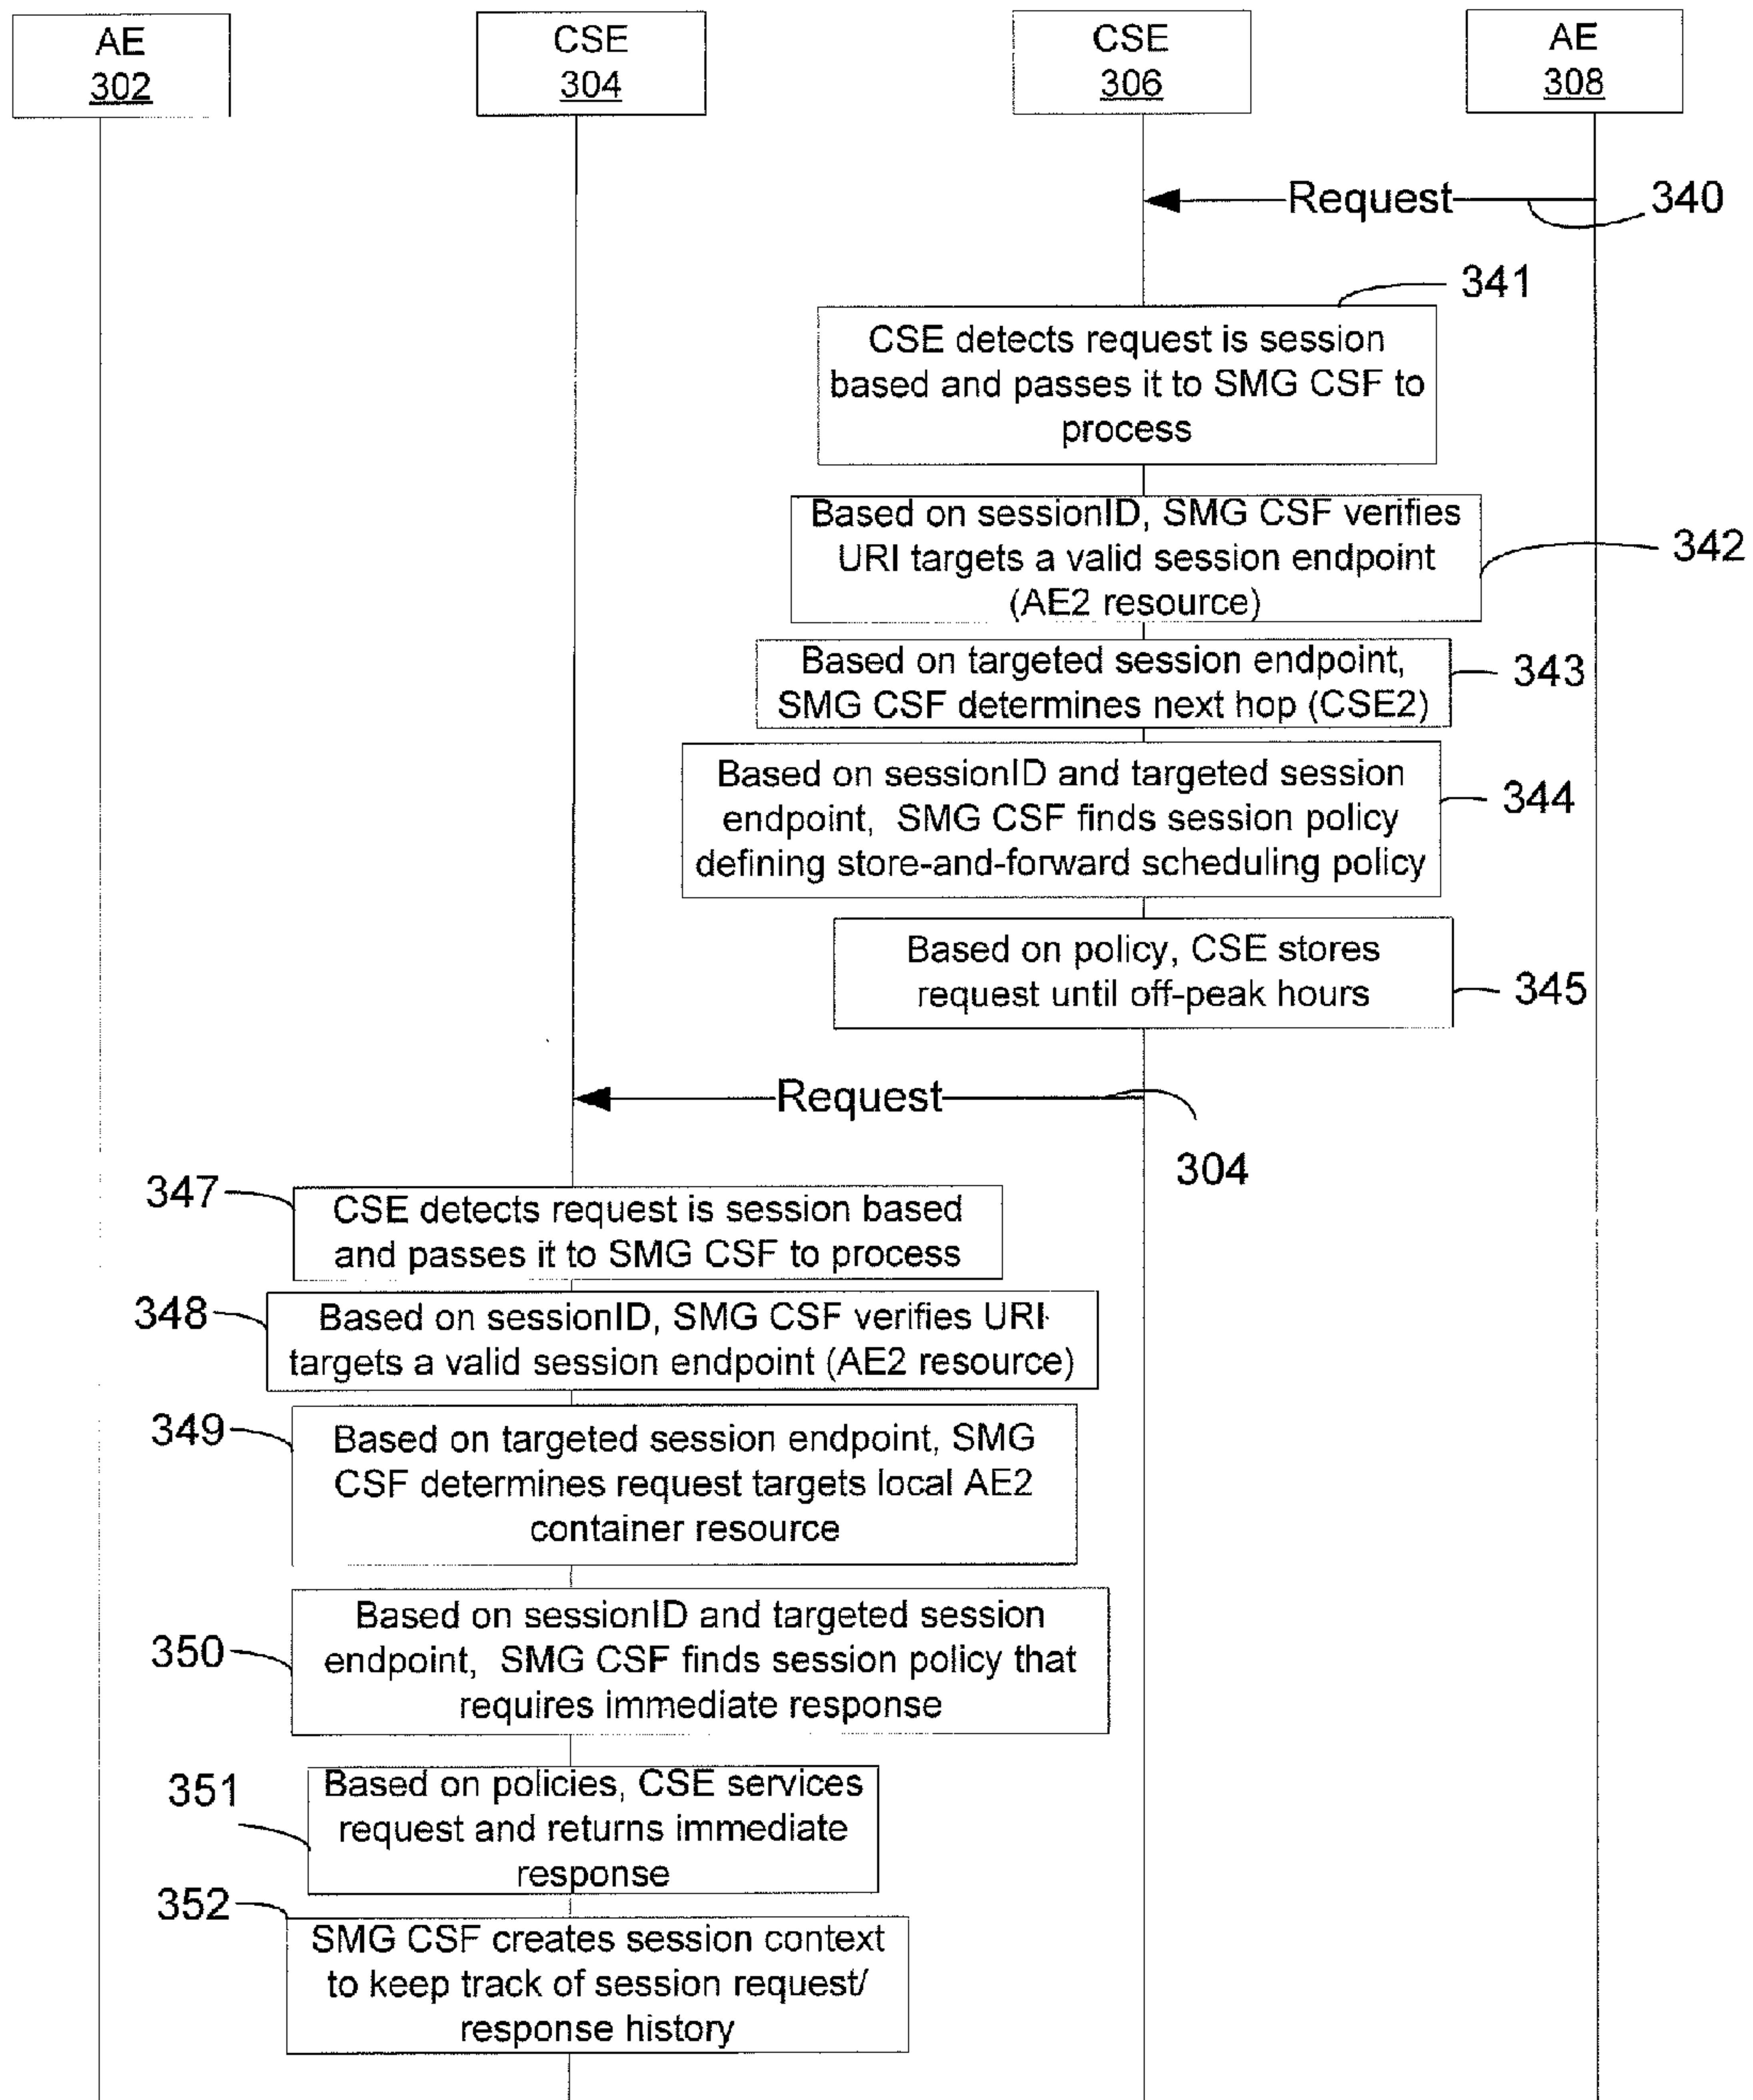 AE
302
CSE
304
CSE
306
AE
308
Request
340
341
CSE detects request is session
based and passes it to SMG CSF to
process
Based on sessionID, SMG CSF verifies
URI targets a valid session endpoint
(AE2 resource)
342
Based on targeted session endpoint,
SMG CSF determines next hop (CSE2)
343
Based on sessionID and targeted session
endpoint, SMG CSF finds session policy
defining store-and-forward scheduling policy
344
Based on policy, CSE stores
request until off-peak hours
345
Request
304
347
CSE detects request is session based
and passes it to SMG CSF to process
348
Based on sessionID, SMG CSF verifies URI
targets a valid session endpoint (AE2 resource)
349
Based on targeted session endpoint, SMG
CSF determines request targets local AE2
container resource
350
Based on sessionID and targeted session
endpoint, SMG CSF finds session policy that
requires immediate response
351
Based on policies, CSE services
request and returns immediate
response
352
SMG CSF creates session context
to keep track of session request/
response history